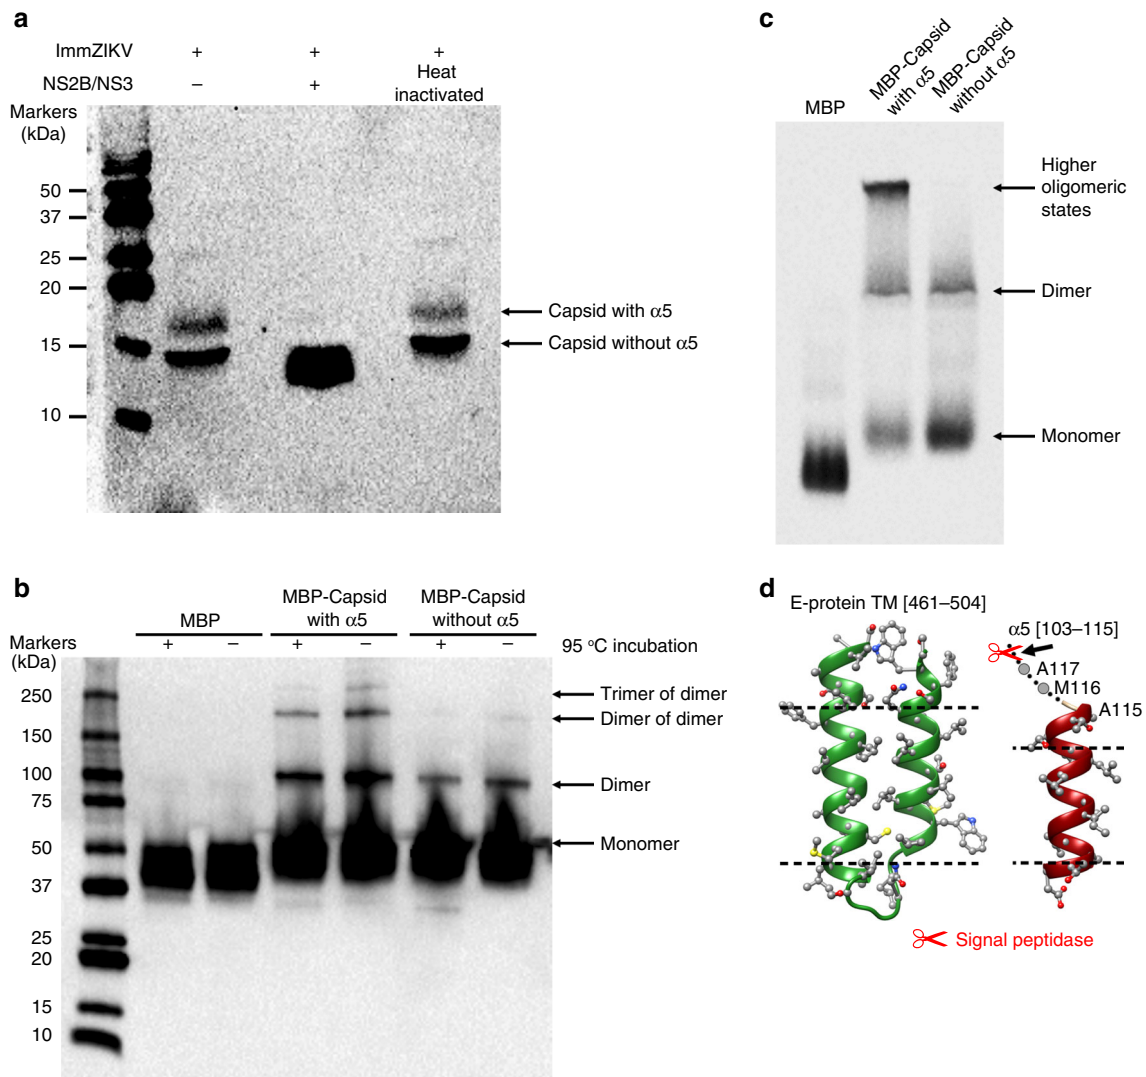 a
ImmZIKV + + +
NS2B/NS3 – + Heat
inactivated
Markers
(kDa)
50
37
25
20
15
10
Capsid with α5
Capsid without α5
b
MBP
MBP-Capsid
with α5
MBP-Capsid
without α5
Markers
(kDa)
+ – + – + – 95 °C incubation
250
150
100
75
50
37
25
20
15
10
Trimer of dimer
Dimer of dimer
Dimer
Monomer
c
MBP
MBP-Capsid
with α5
MBP-Capsid
without α5
Higher
oligomeric
states
Dimer
Monomer
d
E-protein TM [461–504]
α5 [103–115]
A117
M116
A115
Signal peptidase